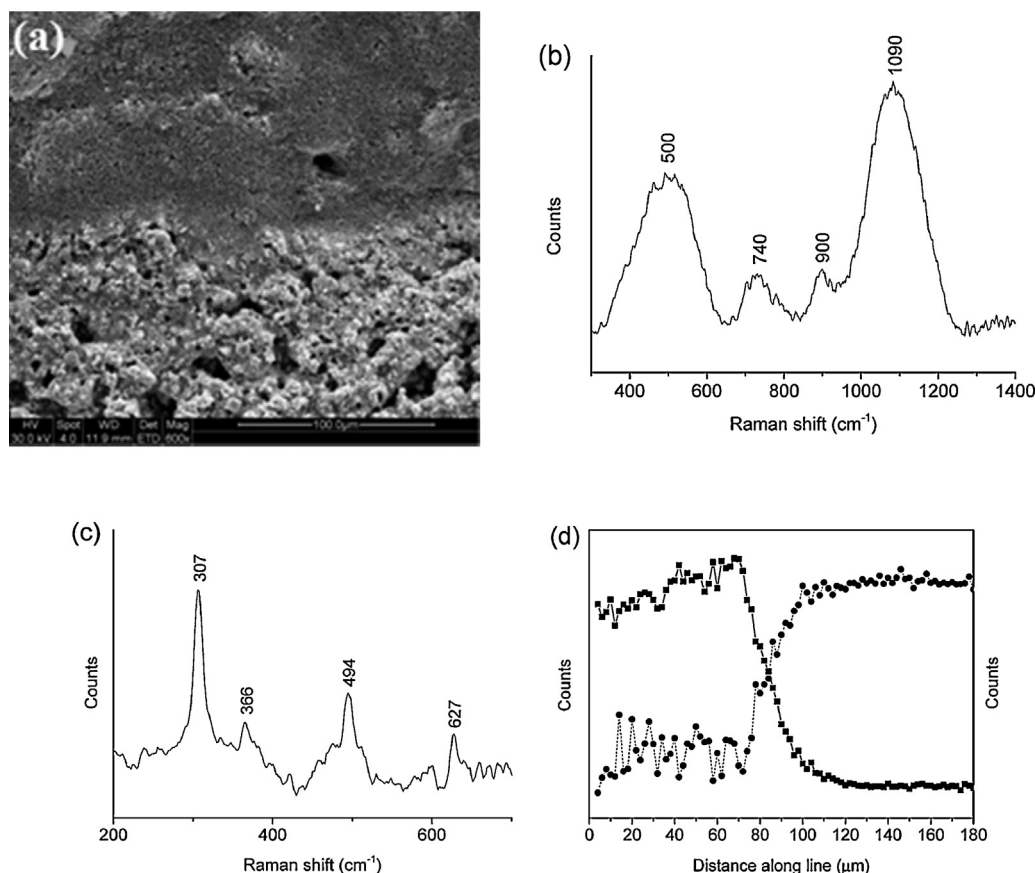 (a)
HV Spot WD Det Mag
30.0 kV 4.0 11.9 mm ETD 600x 100.0µm
(b)
500
740
900
1090
Counts
400 600 800 1000 1200 1400
Raman shift (cm⁻¹)
(c)
307
366
494
627
Counts
200 400 600
Raman shift (cm⁻¹)
(d)
Counts
Counts
0 20 40 60 80 100 120 140 160 180
Distance along line (µm)